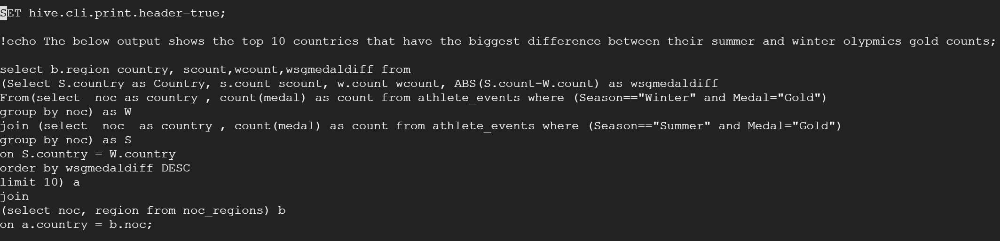 SET hive.cli.print.header=true;
!echo The below output shows the top 10 countries that have the biggest difference between their summer and winter olypmics gold counts;
select b.region country, scount,wcount,wsgmedaldiff from
(Select S.country as Country, s.count scount, w.count wcount, ABS(S.count-W.count) as wsgmedaldiff
From(select  noc as country , count(medal) as count from athlete_events where (Season=="Winter" and Medal="Gold")
group by noc) as W
join (select  noc  as country , count(medal) as count from athlete_events where (Season=="Summer" and Medal="Gold")
group by noc) as S
on S.country = W.country
order by wsgmedaldiff DESC
limit 10) a
join
(select noc, region from noc_regions) b
on a.country = b.noc;